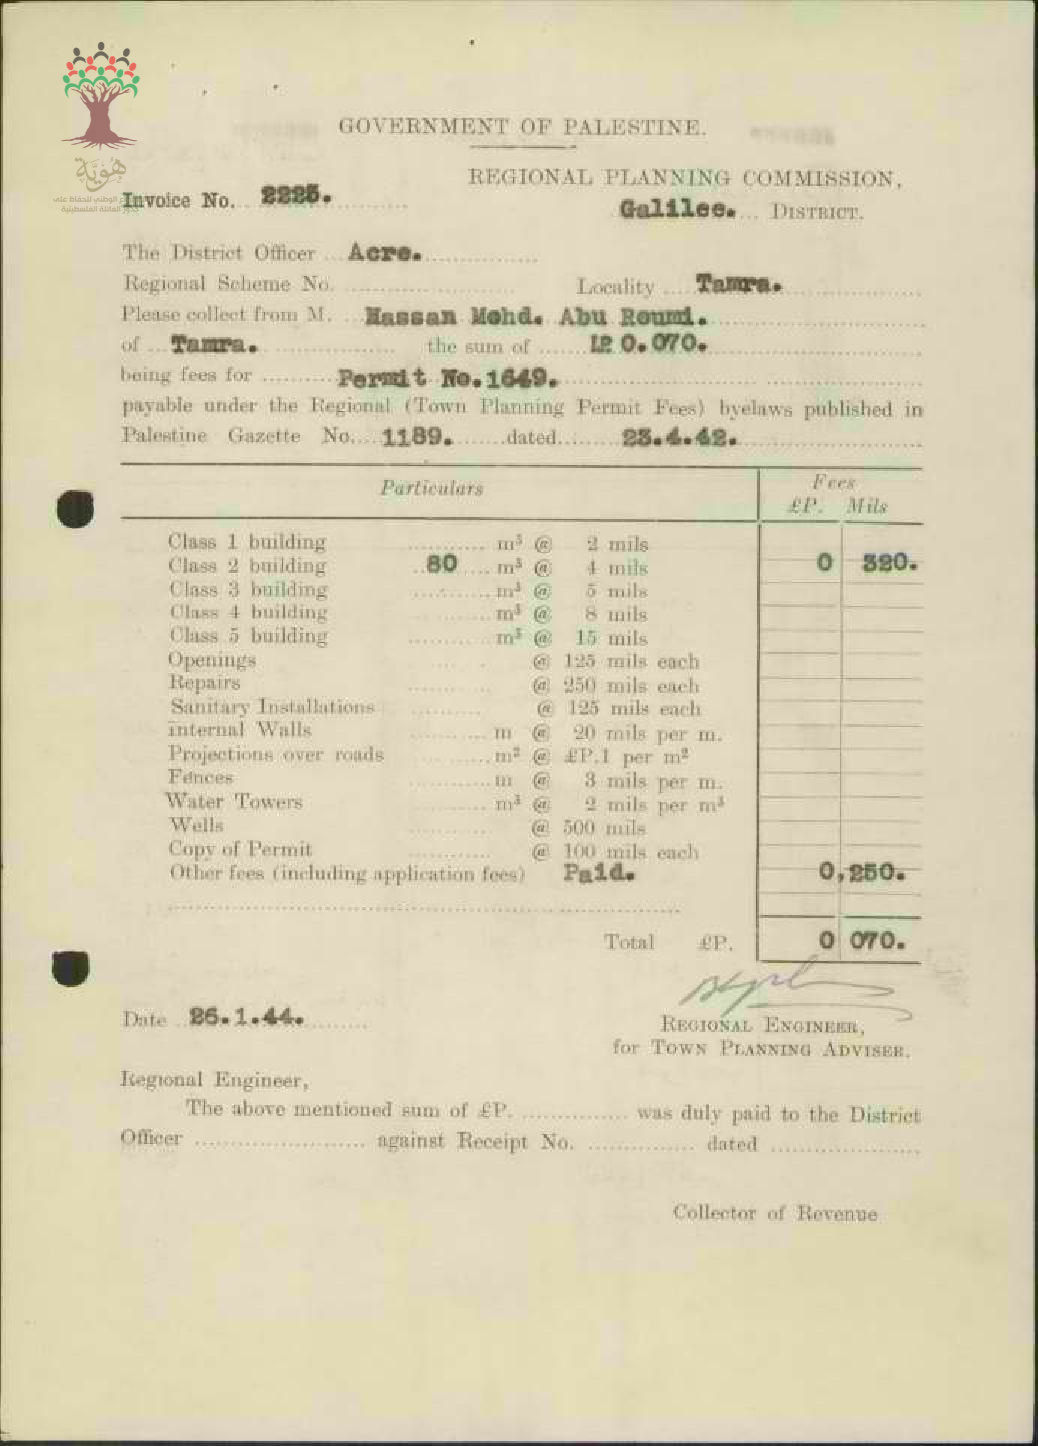 هُويَّة
GOVERNMENT OF PALESTINE.
REGIONAL PLANNING COMMISSION,
Invoice No. 2225.
Galilee. DISTRICT.
The District Officer Acre.
Regional Scheme No. Locality Tamra.
Please collect from M. Hassan Mohd. Abu Roumi.
of Tamra. the sum of LP 0.070.
being fees for Permit No.1649.
payable under the Regional (Town Planning Permit Fees) byelaws published in
Palestine Gazette No. 1189. dated 23.4.42.
Particulars Fees
£P. Mils
Class 1 building m³ @ 2 mils
Class 2 building 80 m³ @ 4 mils 0 320.
Class 3 building m³ @ 5 mils
Class 4 building m³ @ 8 mils
Class 5 building m³ @ 15 mils
Openings @ 125 mils each
Repairs @ 250 mils each
Sanitary Installations @ 125 mils each
Internal Walls m @ 20 mils per m.
Projections over roads m² @ £P.1 per m²
Fences m @ 3 mils per m.
Water Towers m³ @ 2 mils per m³
Wells @ 500 mils
Copy of Permit @ 100 mils each
Other fees (including application fees) Paid. 0,250.
Total £P. 0 070.
Date 26.1.44.
REGIONAL ENGINEER,
for TOWN PLANNING ADVISER.
Regional Engineer,
The above mentioned sum of £P. was duly paid to the District
Officer against Receipt No. dated
Collector of Revenue